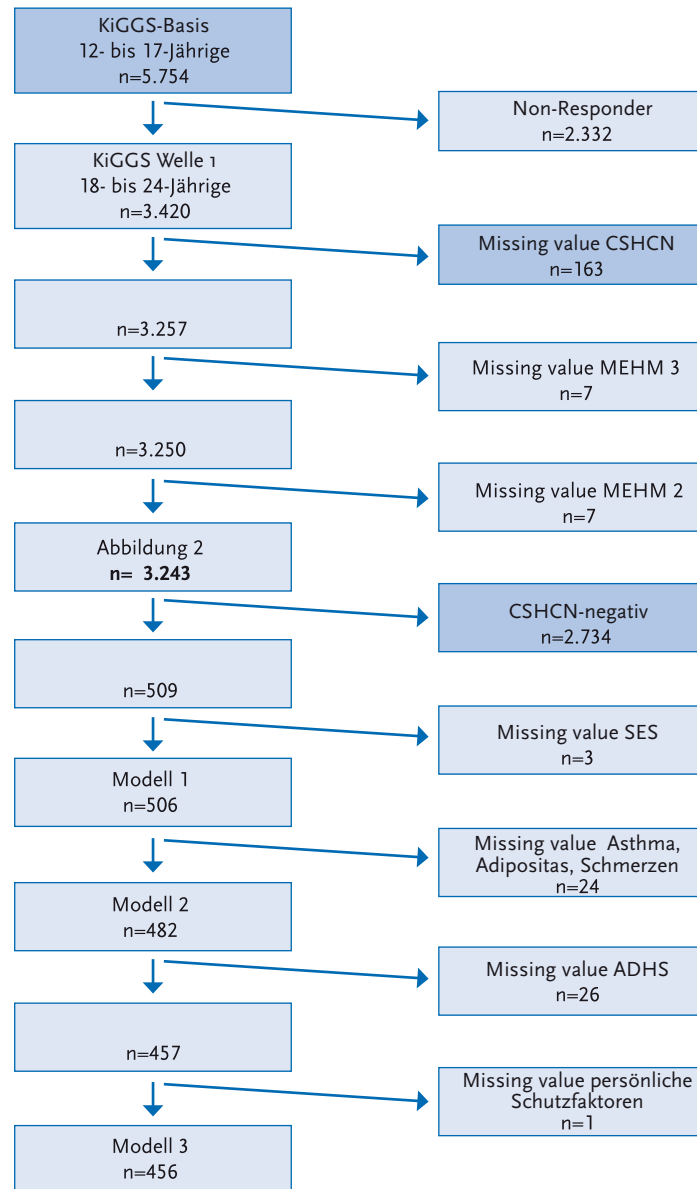 KiGGS-Basis
12- bis 17-Jährige
n=5.754
Non-Responder
n=2.332
KiGGS Welle 1
18- bis 24-Jährige
n=3.420
Missing value CSHCN
n=163
n=3.257
Missing value MEHM 3
n=7
n=3.250
Missing value MEHM 2
n=7
Abbildung 2
n= 3.243
CSHCN-negativ
n=2.734
n=509
Missing value SES
n=3
Modell 1
n=506
Missing value Asthma,
Adipositas, Schmerzen
n=24
Modell 2
n=482
Missing value ADHS
n=26
n=457
Missing value persönliche
Schutzfaktoren
n=1
Modell 3
n=456